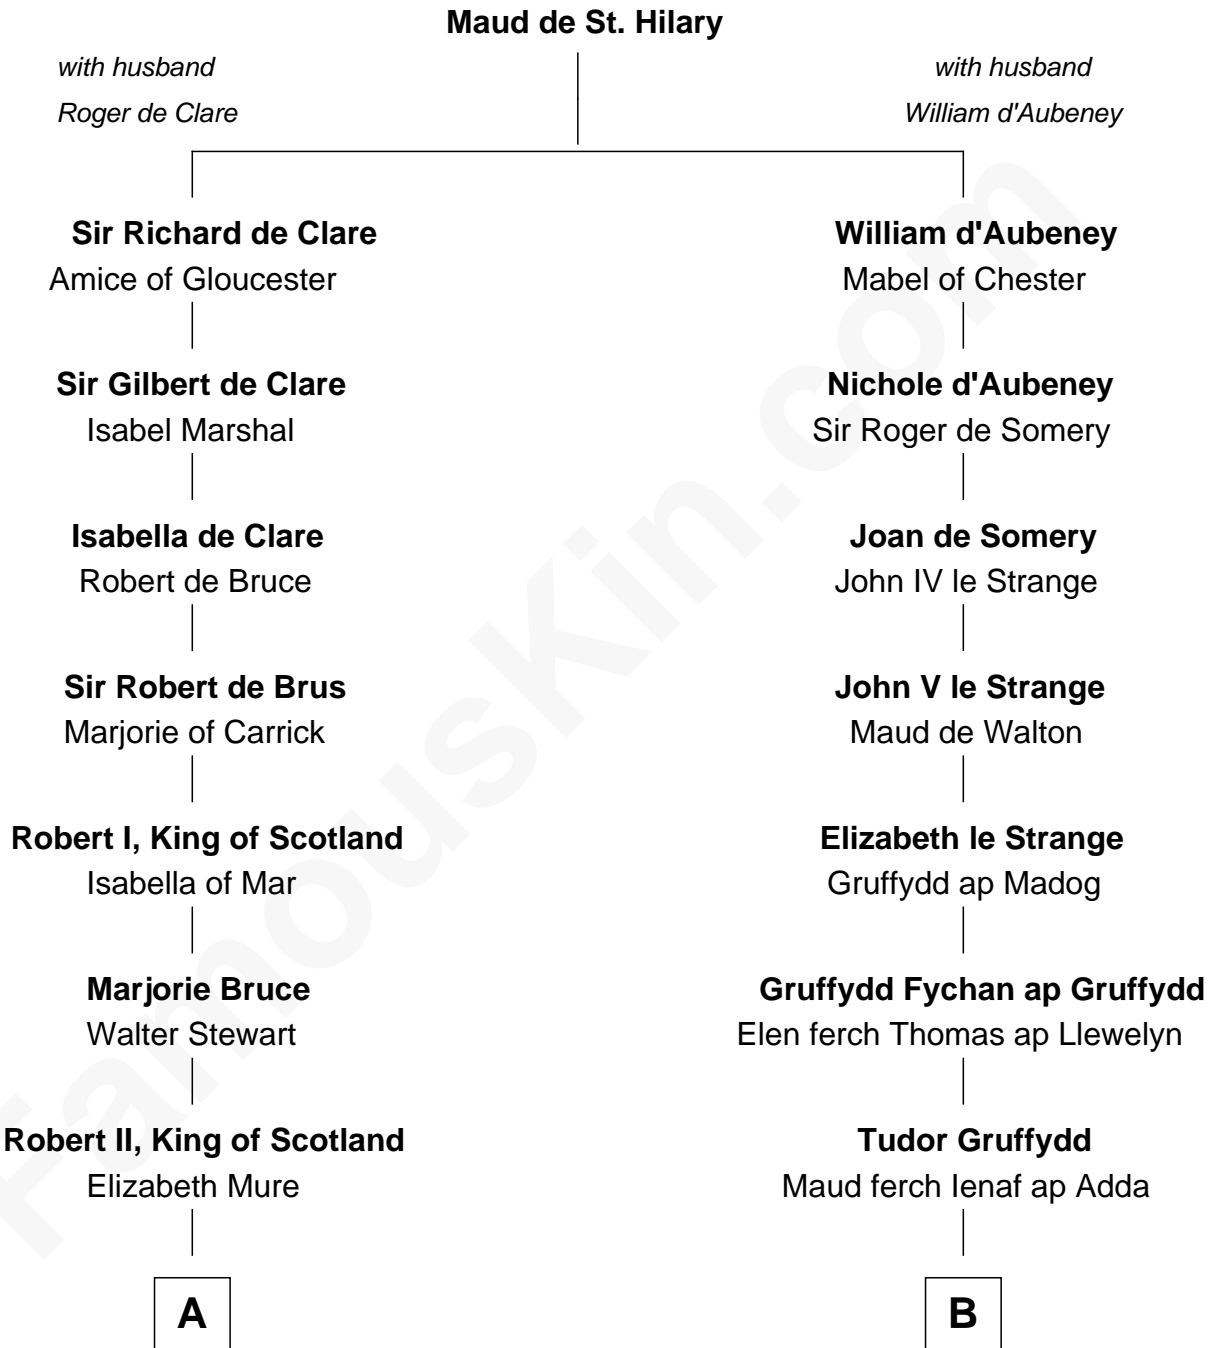 Maud de St. Hilary
with husband
Roger de Clare
with husband
William d'Aubeney
Sir Richard de Clare
Amice of Gloucester
William d'Aubeney
Mabel of Chester
Sir Gilbert de Clare
Isabel Marshal
Nichole d'Aubeney
Sir Roger de Somery
Isabella de Clare
Robert de Bruce
Joan de Somery
John IV le Strange
Sir Robert de Brus
Marjorie of Carrick
John V le Strange
Maud de Walton
Robert I, King of Scotland
Isabella of Mar
Elizabeth le Strange
Gruffydd ap Madog
Marjorie Bruce
Walter Stewart
Gruffydd Fychan ap Gruffydd
Elen ferch Thomas ap Llewelyn
Robert II, King of Scotland
Elizabeth Mure
Tudor Gruffydd
Maud ferch Ienaf ap Adda
A
B
FamousKin.com